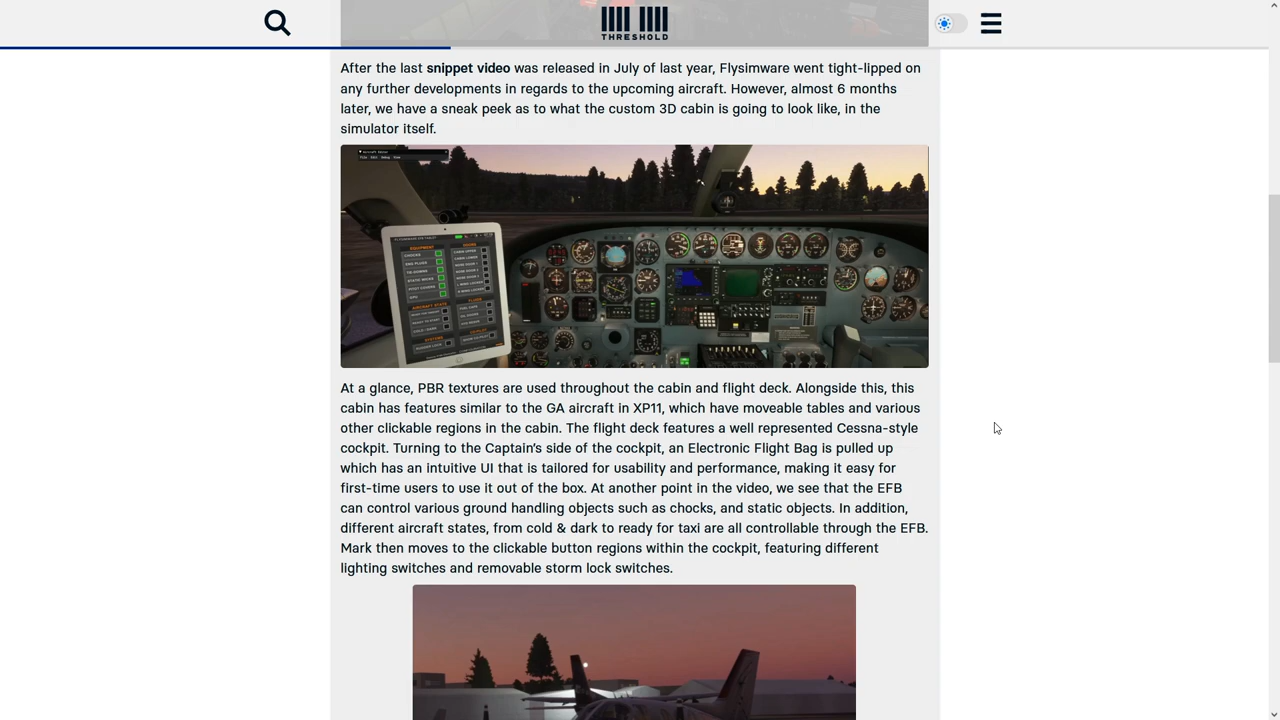 THRESHOLD
After the last snippet video was released in July of last year, Flysimware went tight-lipped on
any further developments in regards to the upcoming aircraft. However, almost 6 months
later, we have a sneak peek as to what the custom 3D cabin is going to look like, in the
simulator itself.
EQUIPMENT
AIRCRAFT STATE
At a glance, PBR textures are used throughout the cabin and flight deck. Alongside this, this
cabin has features similar to the GA aircraft in XP11, which have moveable tables and various
other clickable regions in the cabin. The flight deck features a well represented Cessna-style
cockpit. Turning to the Captain's side of the cockpit, an Electronic Flight Bag is pulled up
which has an intuitive UI that is tailored for usability and performance, making it easy for
first-time users to use it out of the box. At another point in the video, we see that the EFB
can control various ground handling objects such as chocks, and static objects. In addition,
different aircraft states, from cold & dark to ready for taxi are all controllable through the EFB.
Mark then moves to the clickable button regions within the cockpit, featuring different
lighting switches and removable storm lock switches.